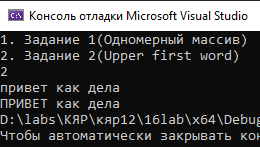 Консоль отладки Microsoft Visual Studio
1. Задание 1(Одномерный массив)
2. Задание 2(Upper first word)
2
привет как дела
ПРИВЕТ как дела
D:\labs\КЯР\кяр12\16lab\x64\Debug
Чтобы автоматически закрывать кон